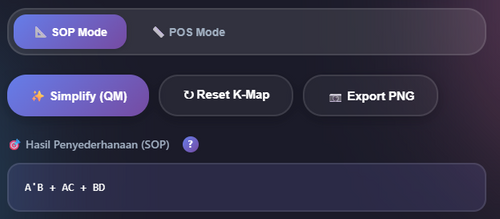 📐 SOP Mode 📏 POS Mode
✨ Simplify (QM) ↻ Reset K-Map 📷 Export PNG
🎯 Hasil Penyederhanaan (SOP) ?
A'B + AC + BD